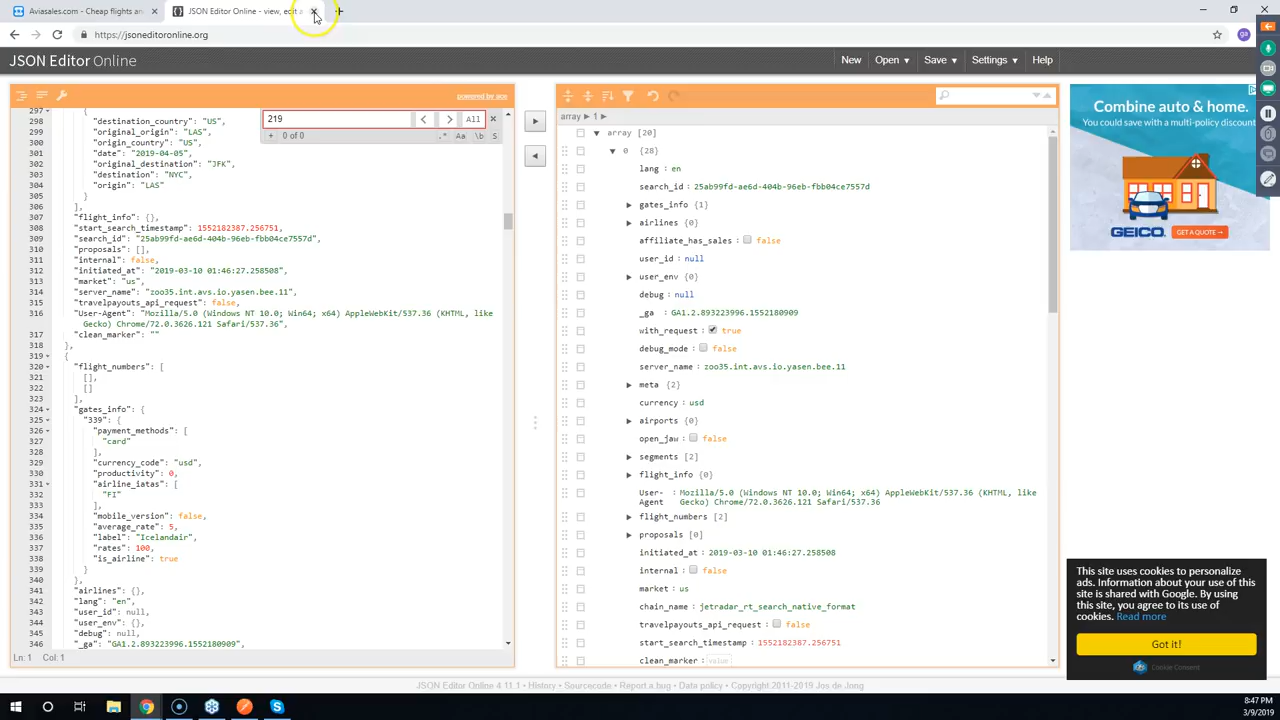 Aviasales.com - Cheap flights an
JSON Editor Online - view, edit a
https://jsoneditoronline.org
ga
JSON Editor Online
New
Open ▾
Save ▾
Settings ▾
Help
powered by ace
219
All
+
0 of 0
.*
Aa
\b
S
297 {
298 "destination_country": "US",
299 "original_origin": "LAS",
300 "origin_country": "US",
301 "date": "2019-04-05",
302 "original_destination": "JFK",
303 "destination": "NYC",
304 "origin": "LAS"
305 }
306 ],
307 "flight_info": {},
308 "start_search_timestamp": 1552182387.256751,
309 "search_id": "25ab99fd-ae6d-404b-96eb-fbb04ce7557d",
310 "proposals": [],
311 "internal": false,
312 "initiated_at": "2019-03-10 01:46:27.258508",
313 "market": "us",
314 "server_name": "zoo35.int.avs.io.yasen.bee.11",
315 "travelpayouts_api_request": false,
316 "User-Agent": "Mozilla/5.0 (Windows NT 10.0; Win64; x64) AppleWebKit/537.36 (KHTML, like
Gecko) Chrome/72.0.3626.121 Safari/537.36",
317 "clean_marker": ""
318 },
319 {
320 "flight_numbers": [
321 [],
322 []
323 ],
324 "gates_info": {
325 "339": {
326 "payment_methods": [
327 "card"
328 ],
329 "currency_code": "usd",
330 "productivity": 0,
331 "airline_iatas": [
332 "FI"
333 ],
334 "mobile_version": false,
335 "average_rate": 5,
336 "label": "Icelandair",
337 "rates": 100,
338 "is_airline": true
339 }
340 },
341 "airlines": {},
342 "lang": "en",
343 "user_id": null,
344 "user_env": {},
345 "debug": null,
346 "_ga": "GA1.2.893223996.1552180909",
Ln: 1 Col: 1
array ▸ 1 ▸
array [20]
0 {28}
lang : en
search_id : 25ab99fd-ae6d-404b-96eb-fbb04ce7557d
gates_info {1}
airlines {0}
affiliate_has_sales : false
user_id : null
user_env {0}
debug : null
_ga : GA1.2.893223996.1552180909
with_request : true
debug_mode : false
server_name : zoo35.int.avs.io.yasen.bee.11
meta {2}
currency : usd
airports {0}
open_jaw : false
segments [2]
flight_info {0}
User- : Mozilla/5.0 (Windows NT 10.0; Win64; x64) AppleWebKit/537.36 (KHTML, like
Agent Gecko) Chrome/72.0.3626.121 Safari/537.36
flight_numbers [2]
proposals [0]
initiated_at : 2019-03-10 01:46:27.258508
internal : false
market : us
chain_name : jetradar_rt_search_native_format
travelpayouts_api_request : false
start_search_timestamp : 1552182387.256751
clean_marker : value
Combine auto & home.
You could save with a multi-policy discount
GEICO
GET A QUOTE →
This site uses cookies to personalize
ads. Information about your use of
this site is shared with Google. By using
this site, you agree to its use of
cookies. Read more
Got it!
Cookie Consent
JSON Editor Online 4.11.1 • History • Sourcecode • Report a bug • Data policy • Copyright 2011-2019 Jos de Jong
8:47 PM
3/9/2019